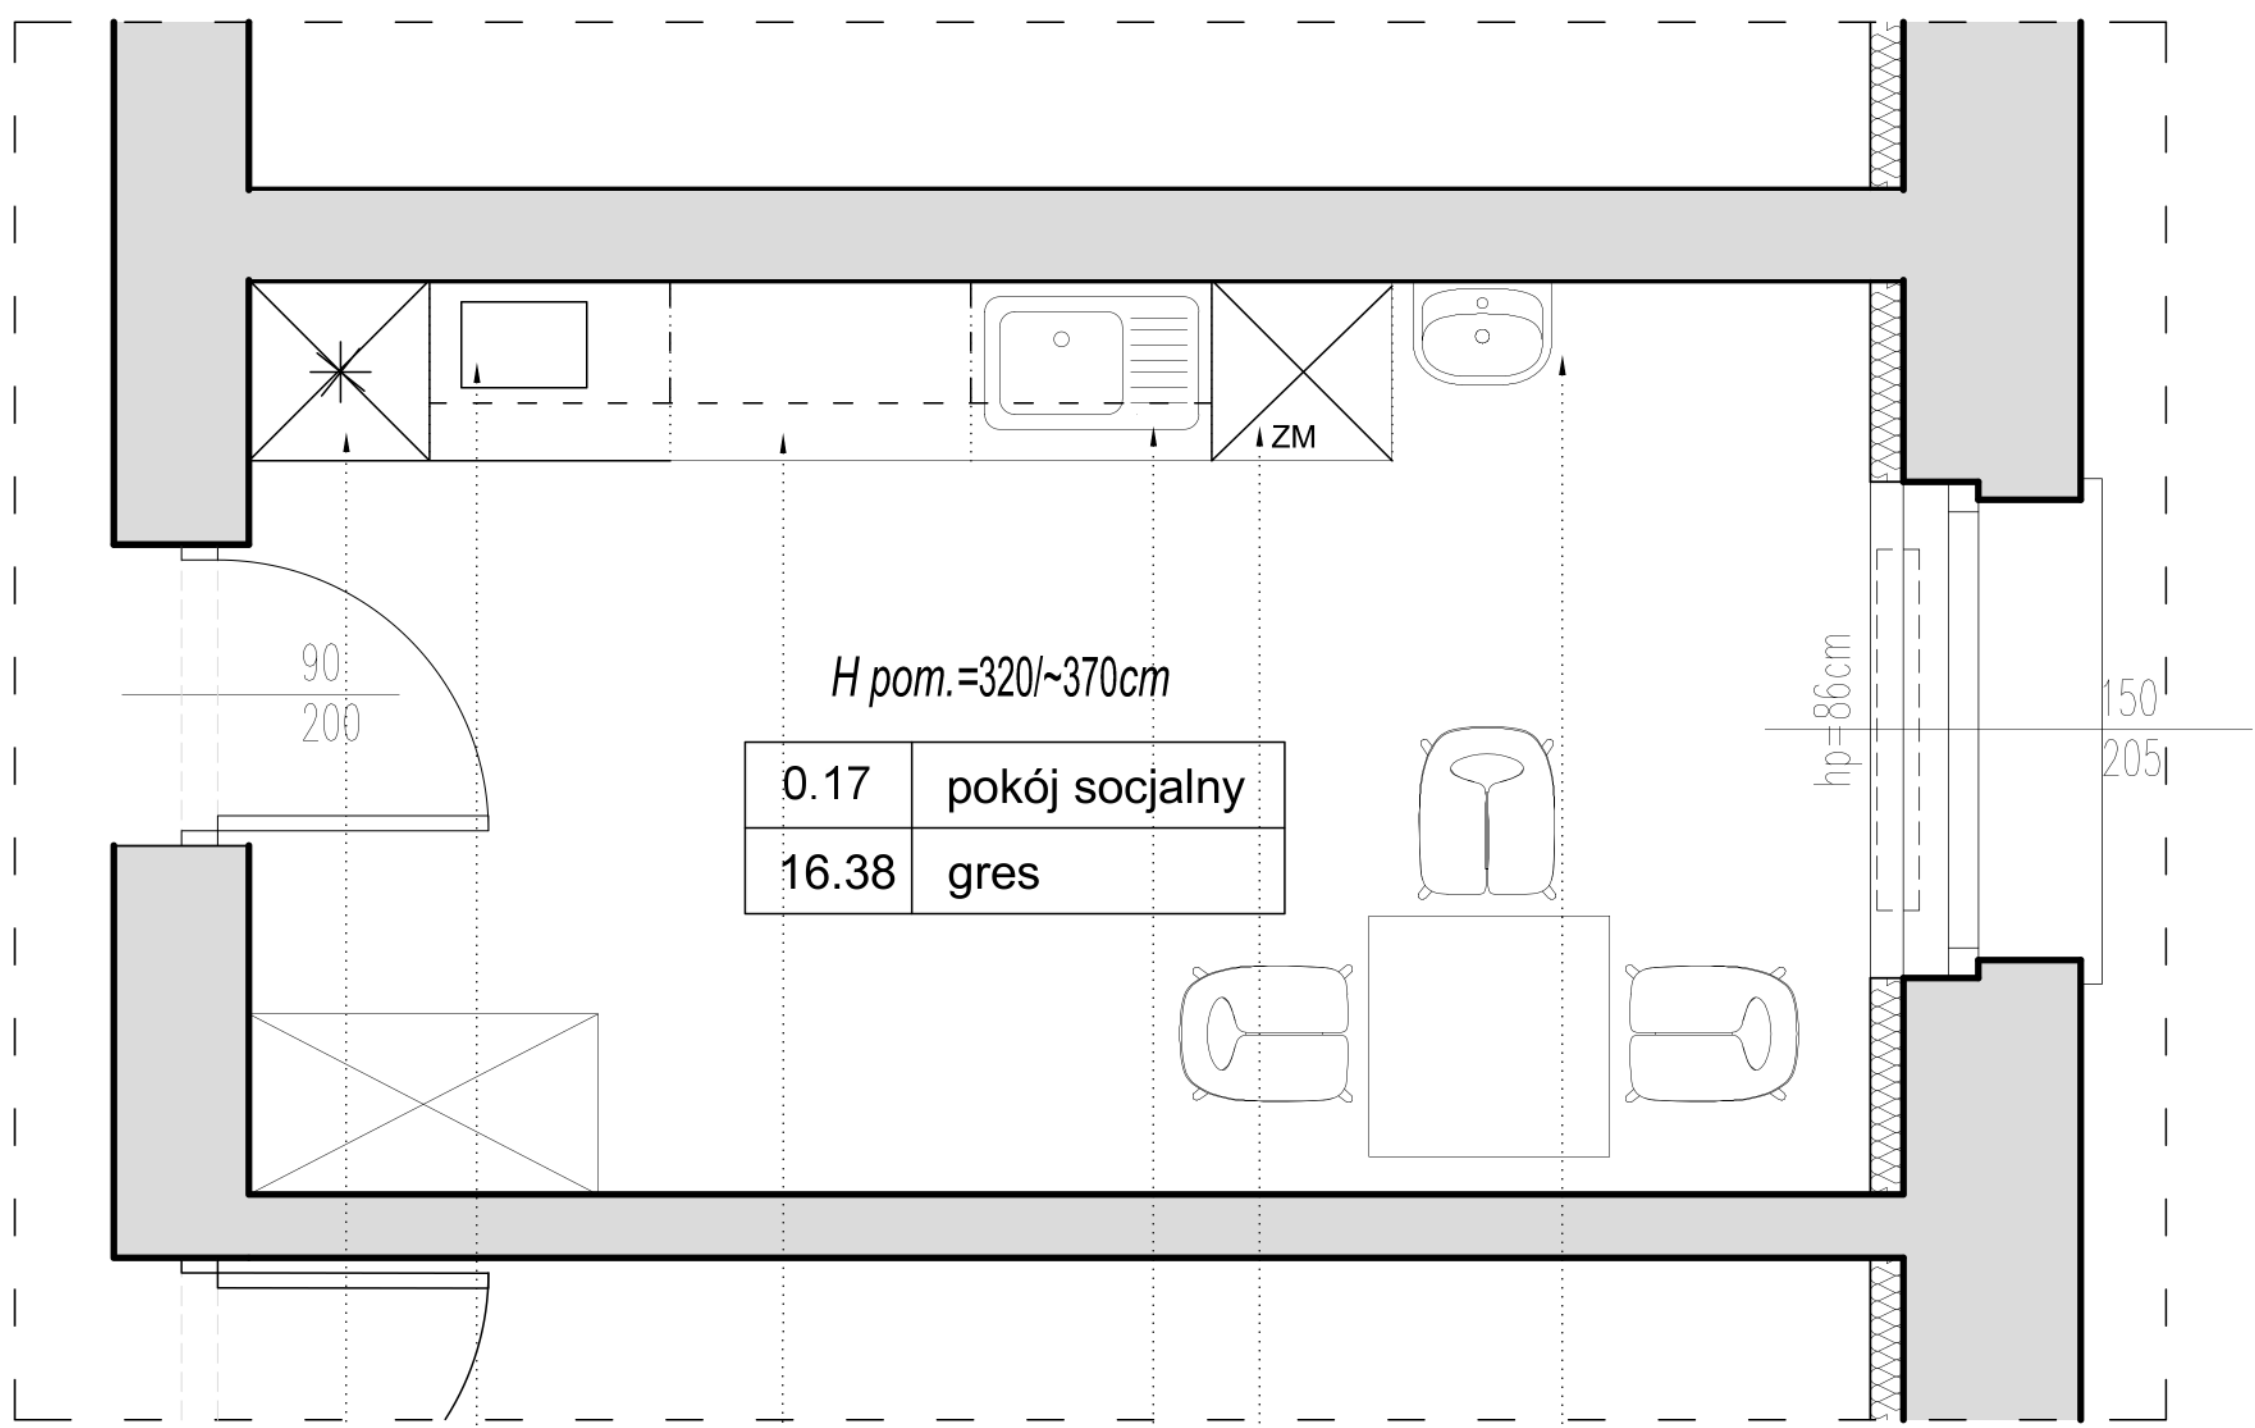 ZM
90
200
H pom.=320/~370cm
hp=86cm
150
205
0.17 pokój socjalny
16.38 gres